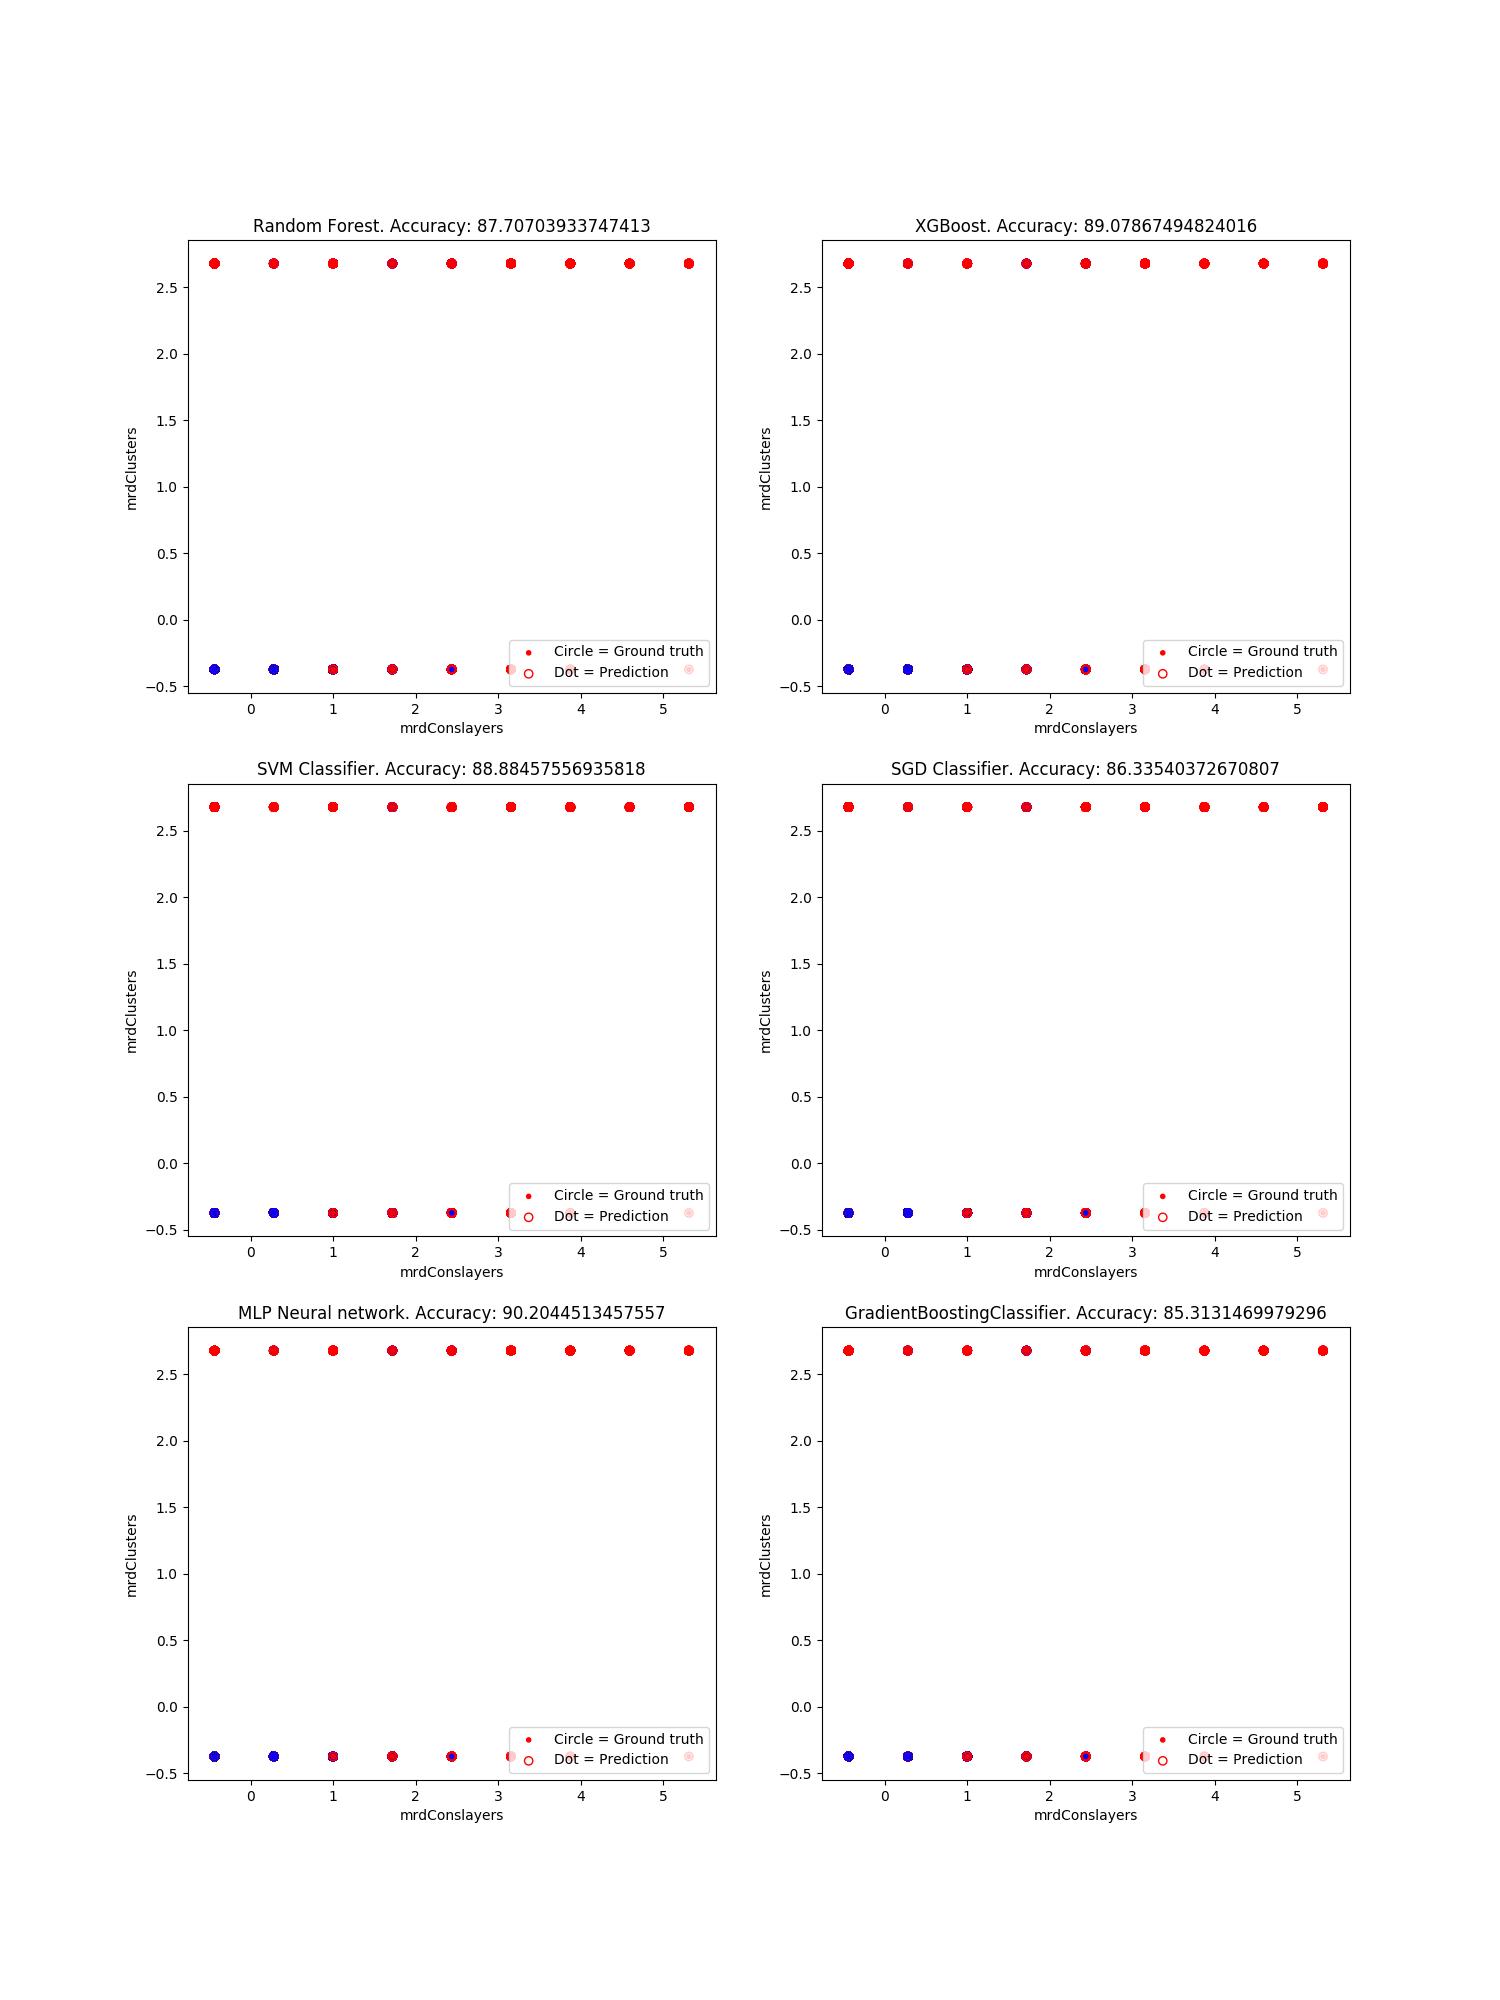 Random Forest. Accuracy: 87.70703933747413
2.5
2.0
1.5
1.0
0.5
0.0
−0.5
mrdClusters
Circle = Ground truth
Dot = Prediction
0 1 2 3 4 5
mrdConslayers
XGBoost. Accuracy: 89.07867494824016
2.5
2.0
1.5
1.0
0.5
0.0
−0.5
mrdClusters
Circle = Ground truth
Dot = Prediction
0 1 2 3 4 5
mrdConslayers
SVM Classifier. Accuracy: 88.88457556935818
2.5
2.0
1.5
1.0
0.5
0.0
−0.5
mrdClusters
Circle = Ground truth
Dot = Prediction
0 1 2 3 4 5
mrdConslayers
SGD Classifier. Accuracy: 86.33540372670807
2.5
2.0
1.5
1.0
0.5
0.0
−0.5
mrdClusters
Circle = Ground truth
Dot = Prediction
0 1 2 3 4 5
mrdConslayers
MLP Neural network. Accuracy: 90.2044513457557
2.5
2.0
1.5
1.0
0.5
0.0
−0.5
mrdClusters
Circle = Ground truth
Dot = Prediction
0 1 2 3 4 5
mrdConslayers
GradientBoostingClassifier. Accuracy: 85.3131469979296
2.5
2.0
1.5
1.0
0.5
0.0
−0.5
mrdClusters
Circle = Ground truth
Dot = Prediction
0 1 2 3 4 5
mrdConslayers